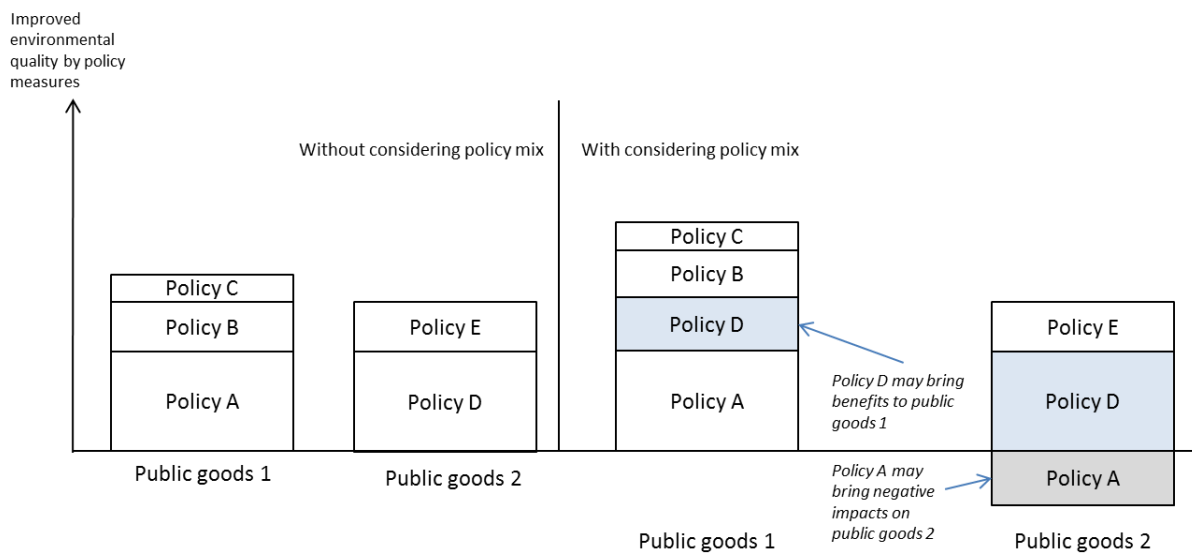 Improved
environmental
quality by policy
measures
Without considering policy mix
With considering policy mix
Policy C
Policy B
Policy A
Public goods 1
Policy E
Policy D
Public goods 2
Policy C
Policy B
Policy D
Policy A
Public goods 1
Policy D may bring
benefits to public
goods 1
Policy A may
bring negative
impacts on
public goods 2
Policy E
Policy D
Policy A
Public goods 2